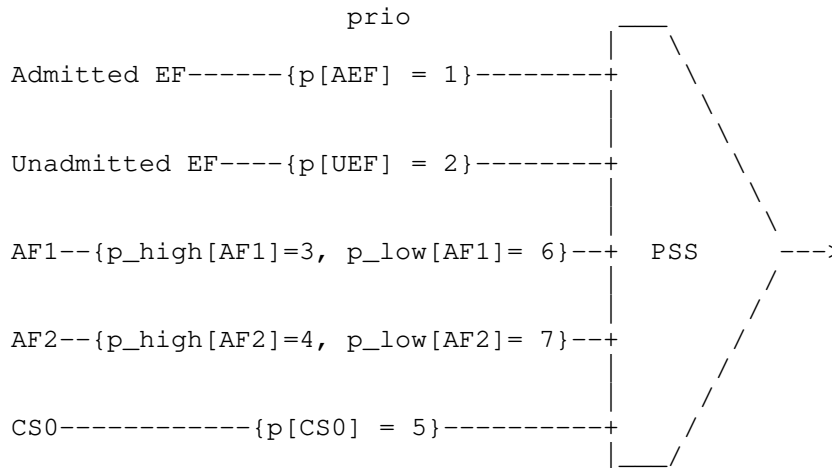 prio
Admitted EF------{p[AEF] = 1}--------+
Unadmitted EF----{p[UEF] = 2}--------+
AF1--{p_high[AF1]=3, p_low[AF1]= 6}--+ PSS --->
AF2--{p_high[AF2]=4, p_low[AF2]= 7}--+
CS0------------{p[CS0] = 5}----------+